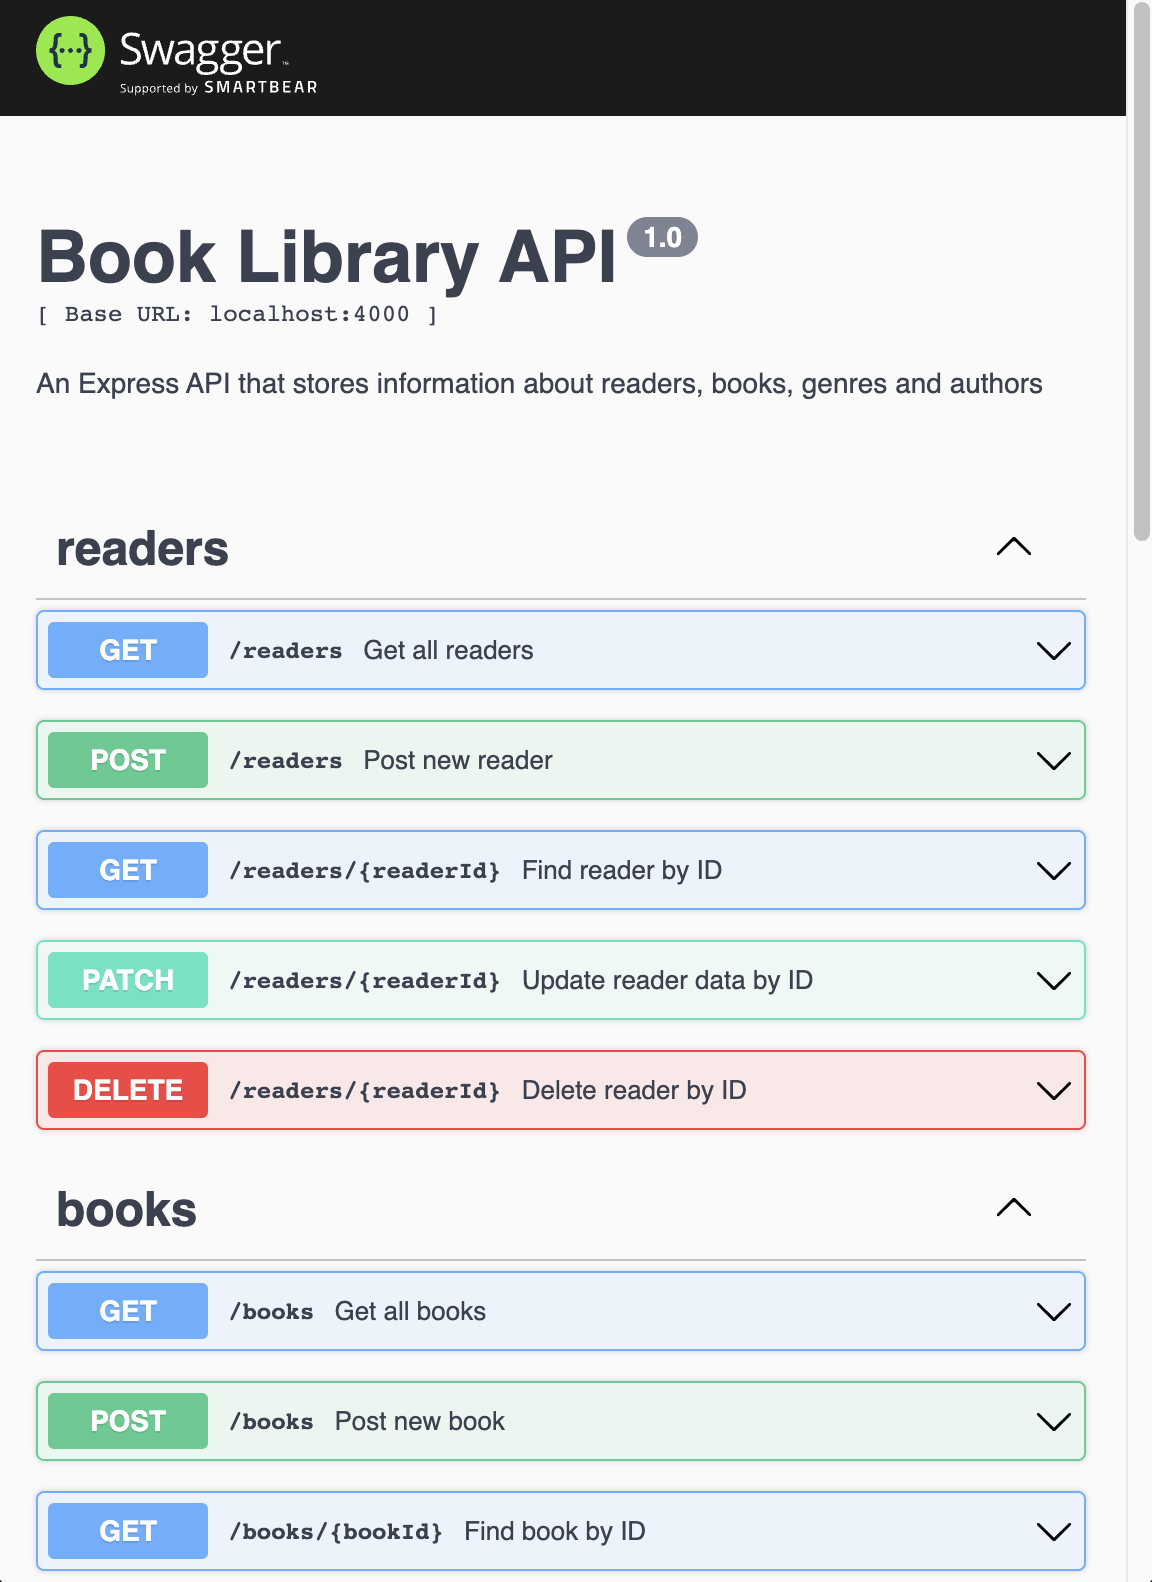 {...} Swagger™
Supported by SMARTBEAR
Book Library API 1.0
[ Base URL: localhost:4000 ]
An Express API that stores information about readers, books, genres and authors
readers
GET /readers Get all readers
POST /readers Post new reader
GET /readers/{readerId} Find reader by ID
PATCH /readers/{readerId} Update reader data by ID
DELETE /readers/{readerId} Delete reader by ID
books
GET /books Get all books
POST /books Post new book
GET /books/{bookId} Find book by ID